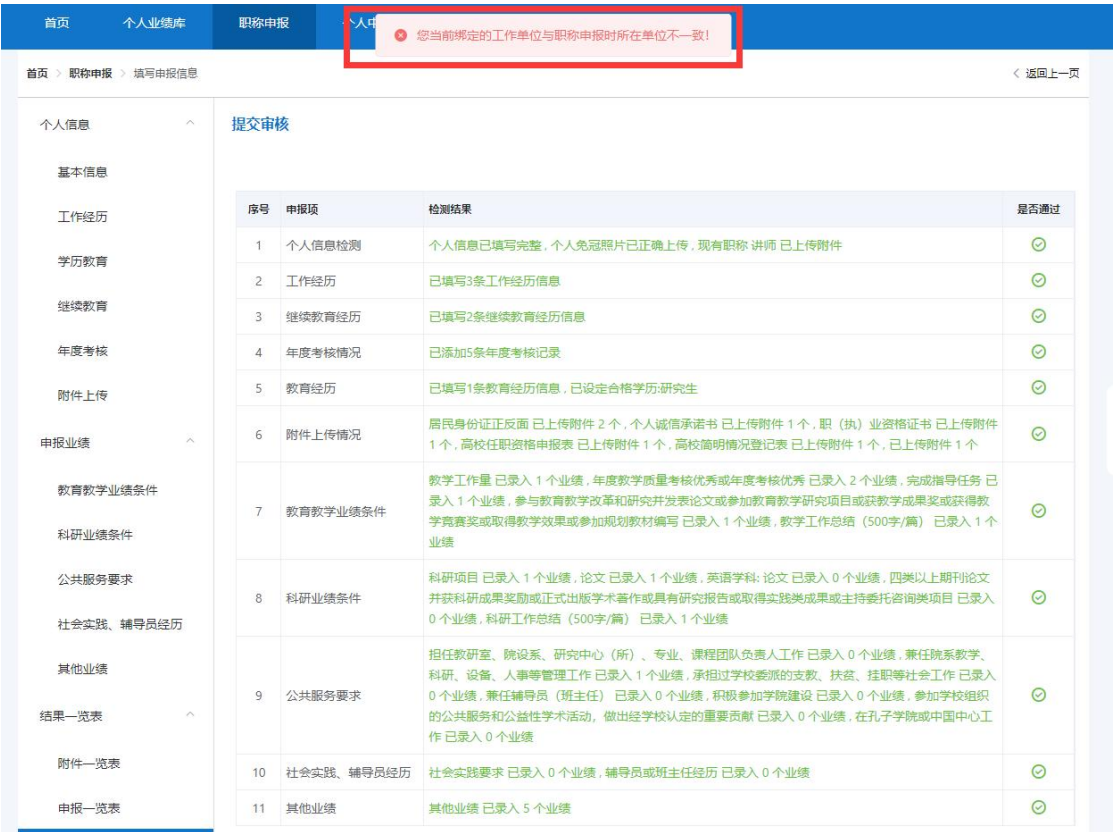 首页 个人业绩库 职称申报 个人中
您当前绑定的工作单位与职称申报时所在单位不一致！
首页 > 职称申报 > 填写申报信息
< 返回上一页
个人信息
基本信息
工作经历
学历教育
继续教育
年度考核
附件上传
申报业绩
教育教学业绩条件
科研业绩条件
公共服务要求
社会实践、辅导员经历
其他业绩
结果一览表
附件一览表
申报一览表
提交审核
序号 申报项 检测结果 是否通过
1 个人信息检测 个人信息已填写完整 , 个人免冠照片已正确上传 , 现有职称 讲师 已上传附件
2 工作经历 已填写3条工作经历信息
3 继续教育经历 已填写2条继续教育经历信息
4 年度考核情况 已添加5条年度考核记录
5 教育经历 已填写1条教育经历信息 , 已设定合格学历:研究生
6 附件上传情况 居民身份证正反面 已上传附件 2 个 , 个人诚信承诺书 已上传附件 1 个 , 职（执）业资格证书 已上传附件
1 个 , 高校任职资格申报表 已上传附件 1 个 , 高校简明情况登记表 已上传附件 1 个 , 已上传附件 1 个
7 教育教学业绩条件 教学工作量 已录入 1 个业绩 , 年度教学质量考核优秀或年度考核优秀 已录入 2 个业绩 , 完成指导任务 已
录入 1 个业绩 , 参与教育教学改革和研究并发表论文或参加教育教学研究项目或获教学成果奖或获得教
学竞赛奖或取得教学效果或参加规划教材编写 已录入 1 个业绩 , 教学工作总结（500字/篇） 已录入 1 个
业绩
8 科研业绩条件 科研项目 已录入 1 个业绩 , 论文 已录入 1 个业绩 , 英语学科: 论文 已录入 0 个业绩 , 四类以上期刊论文
并获科研成果奖励或正式出版学术著作或具有研究报告或取得实践类成果或主持委托咨询类项目 已录入
0 个业绩 , 科研工作总结（500字/篇） 已录入 1 个业绩
9 公共服务要求 担任教研室、院设系、研究中心（所）、专业、课程团队负责人工作 已录入 0 个业绩 , 兼任院系教学、
科研、设备、人事等管理工作 已录入 1 个业绩 , 承担过学校委派的支教、扶贫、挂职等社会工作 已录入
0 个业绩 , 兼任辅导员（班主任） 已录入 0 个业绩 , 积极参加学院建设 已录入 0 个业绩 , 参加学校组织
的公共服务和公益性学术活动，做出经学校认定的重要贡献 已录入 0 个业绩 , 在孔子学院或中国中心工
作 已录入 0 个业绩
10 社会实践、辅导员经历 社会实践要求 已录入 0 个业绩 , 辅导员或班主任经历 已录入 0 个业绩
11 其他业绩 其他业绩 已录入 5 个业绩